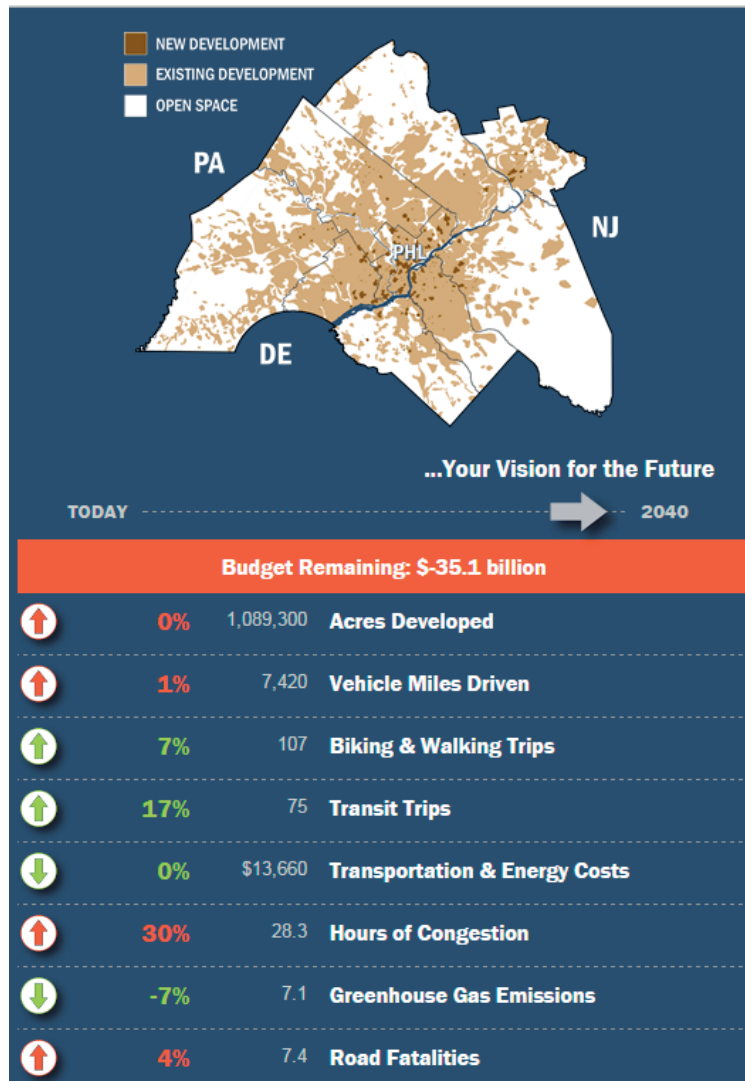 NEW DEVELOPMENT
EXISTING DEVELOPMENT
OPEN SPACE
PA
NJ
PHL
DE
...Your Vision for the Future
TODAY 2040
Budget Remaining: $-35.1 billion
0% 1,089,300 Acres Developed
1% 7,420 Vehicle Miles Driven
7% 107 Biking & Walking Trips
17% 75 Transit Trips
0% $13,660 Transportation & Energy Costs
30% 28.3 Hours of Congestion
-7% 7.1 Greenhouse Gas Emissions
4% 7.4 Road Fatalities